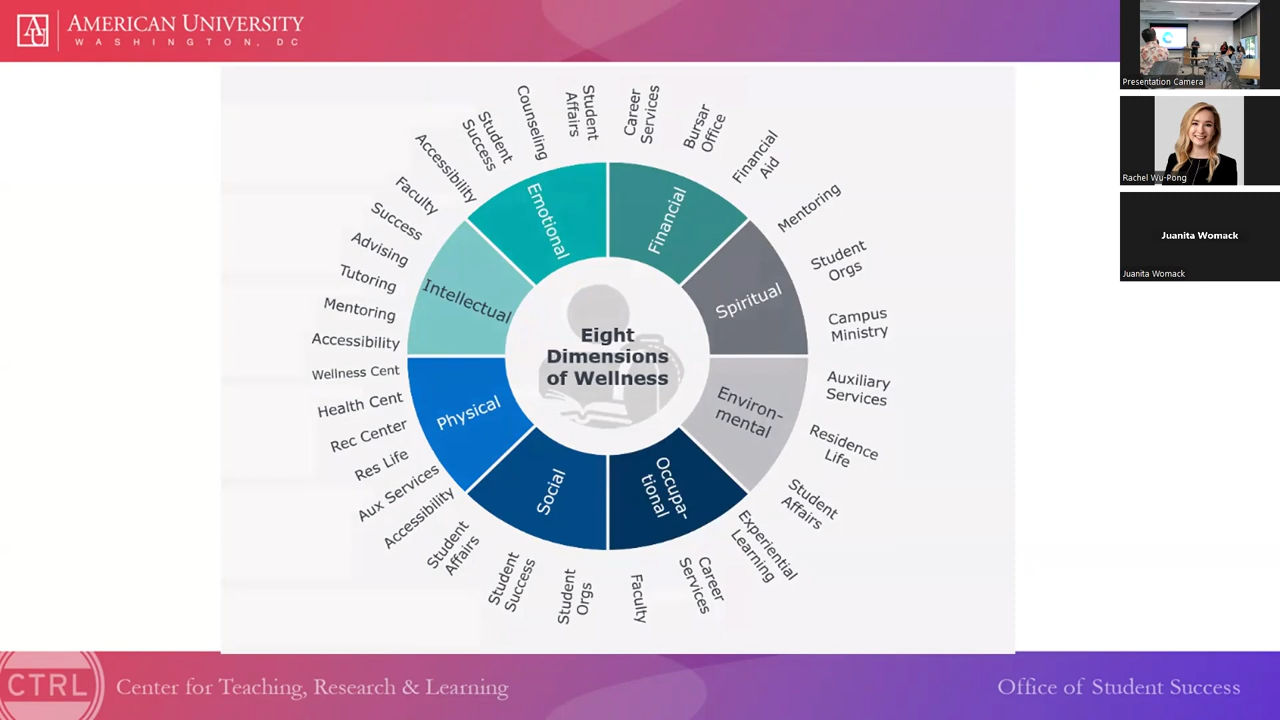 AU
AMERICAN UNIVERSITY
WASHINGTON, DC
Eight
Dimensions
of Wellness
Emotional
Financial
Spiritual
Environ-
mental
Occupa-
tional
Social
Physical
Intellectual
Accessibility
Student
Success
Counseling
Student
Affairs
Career
Services
Bursar
Office
Financial
Aid
Mentoring
Student
Orgs
Campus
Ministry
Auxiliary
Services
Residence
Life
Student
Affairs
Experiential
Learning
Career
Services
Faculty
Student
Orgs
Student
Success
Student
Affairs
Accessibility
Aux Services
Res Life
Rec Center
Health Cent
Wellness Cent
Accessibility
Mentoring
Tutoring
Advising
Success
Faculty
Presentation Camera
Rachel Wu-Pong
Juanita Womack
Juanita Womack
CTRL
Center for Teaching, Research & Learning
Office of Student Success